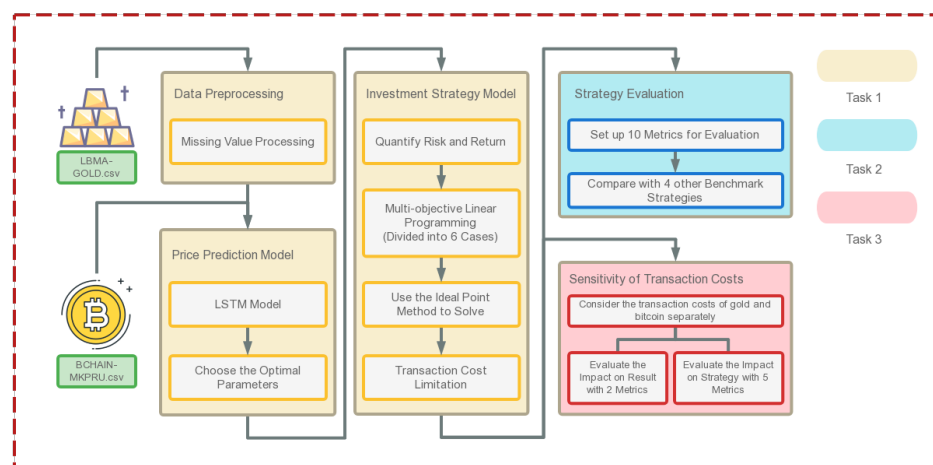 Data Preprocessing
Missing Value Processing
LBMA-
GOLD.csv
Price Prediction Model
LSTM Model
Choose the Optimal
Parameters
BCHAIN-
MKPRU.csv
Investment Strategy Model
Quantify Risk and Return
Multi-objective Linear
Programming
(Divided into 6 Cases)
Use the Ideal Point
Method to Solve
Transaction Cost
Limitation
Strategy Evaluation
Set up 10 Metrics for Evaluation
Compare with 4 other Benchmark
Strategies
Sensitivity of Transaction Costs
Consider the transaction costs of gold and
bitcoin separately
Evaluate the
Impact on Result
with 2 Metrics
Evaluate the Impact
on Strategy with 5
Metrics
Task 1
Task 2
Task 3